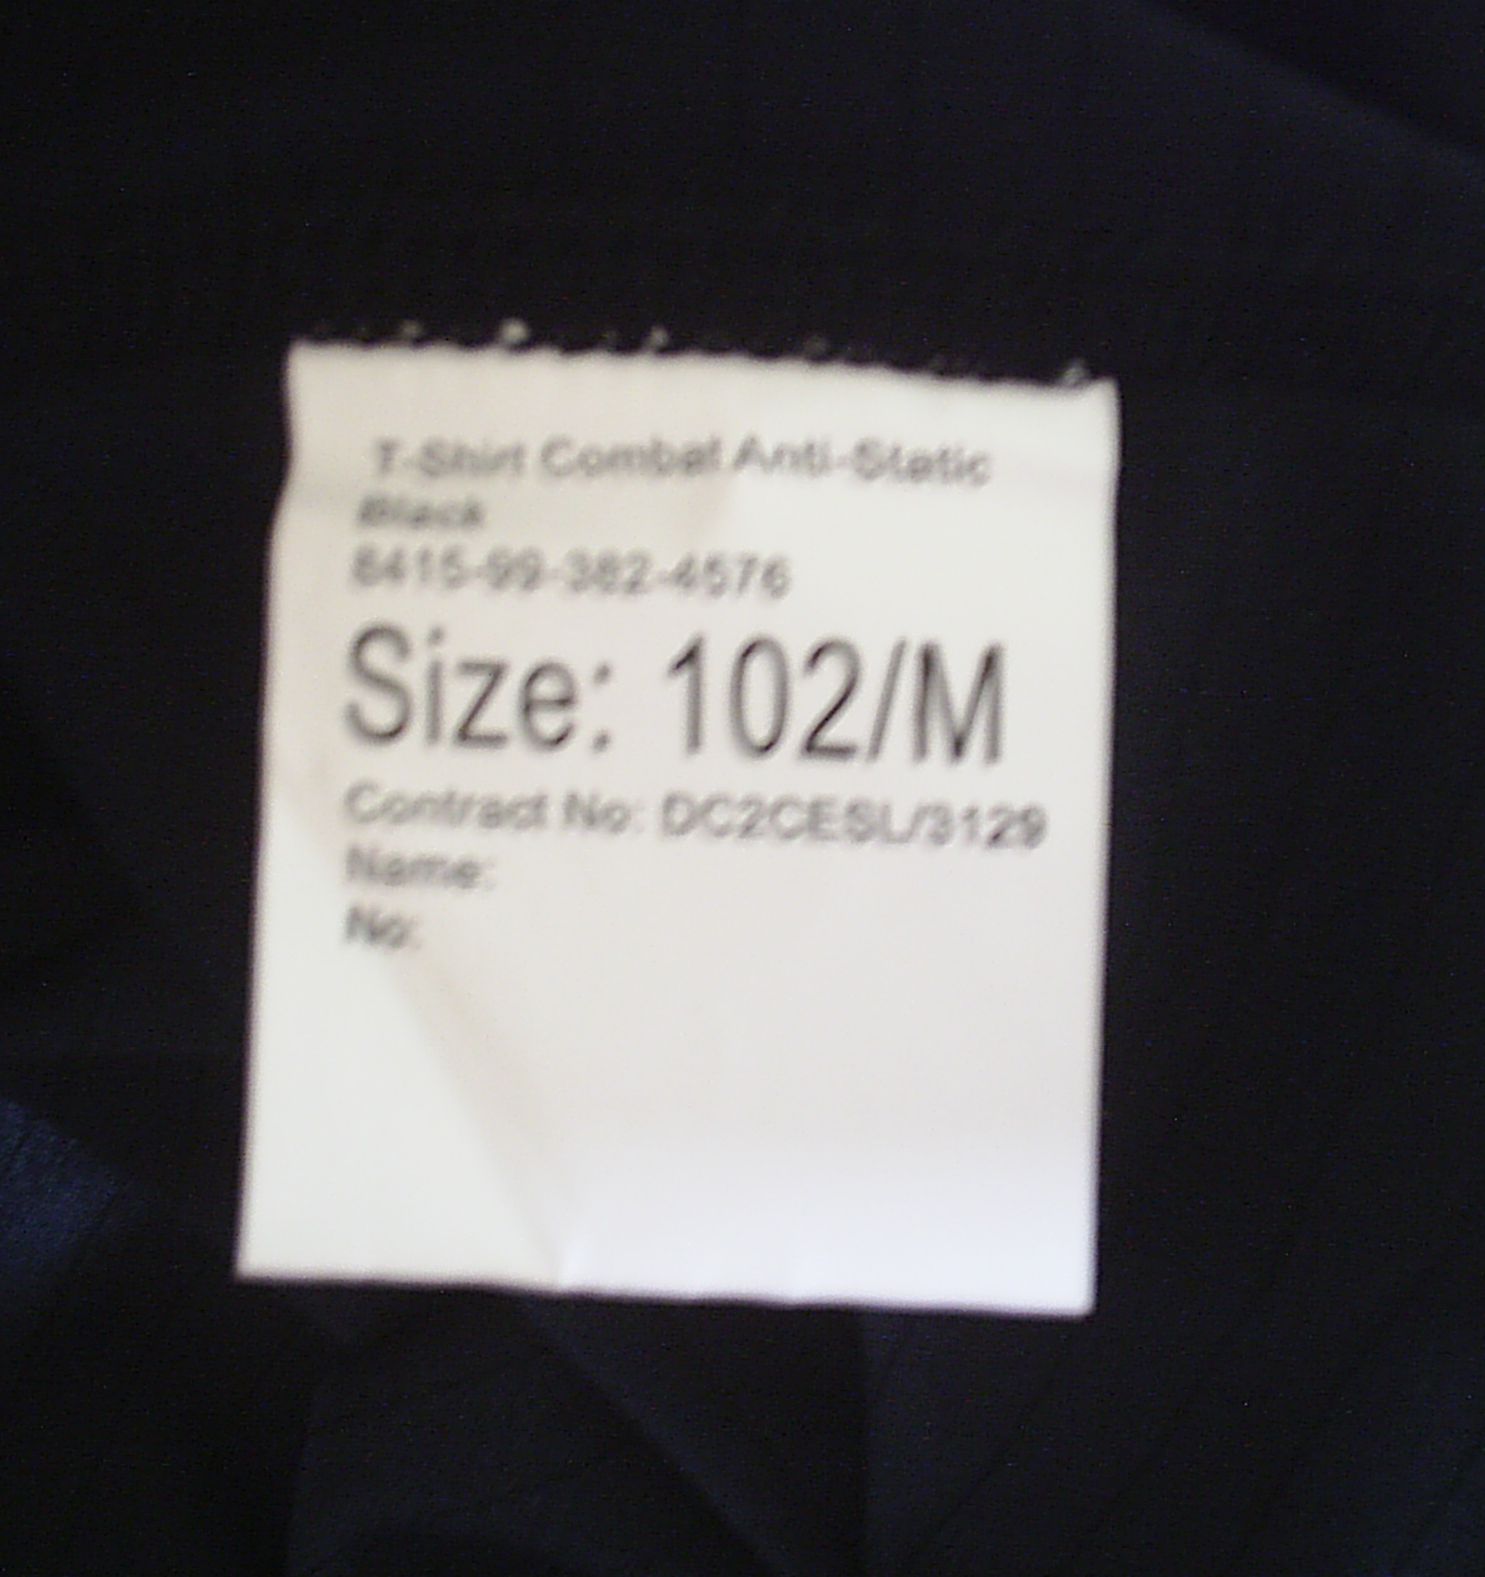 T-Shirt Combat Anti-Static
Black
8415-99-382-4576
Size: 102/M
Contract No: DC2CESL/3129
Name:
No: